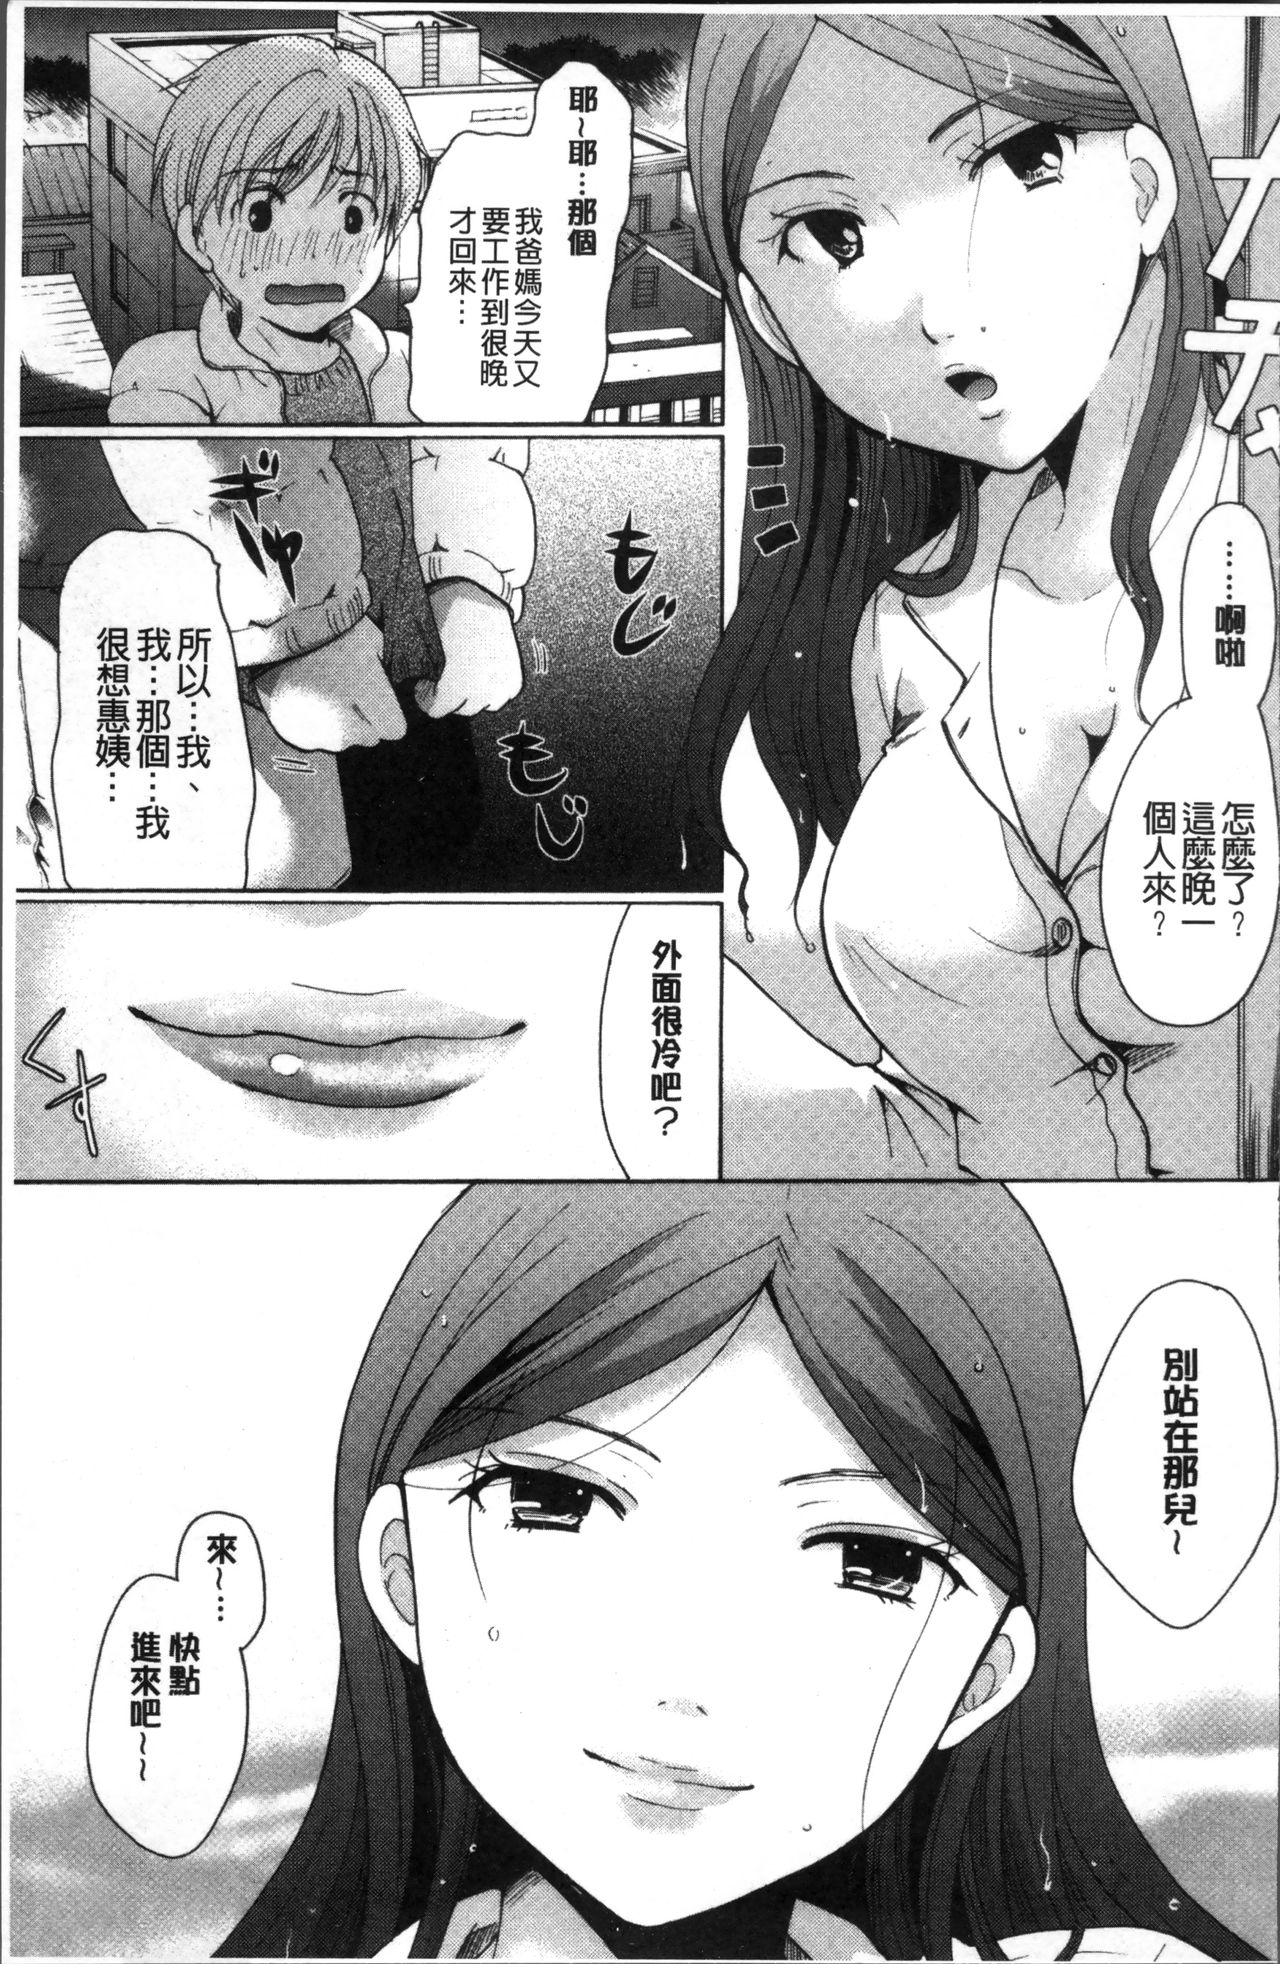 ガチャ
……啊啊
怎麼了？
這麼晚一
個人來？
耶～耶…那個
我爸媽今天又
要工作到很晚
才回來…
もじ
もじ
ギュ
所以…我、
我…那個…我
很想惠姨…
外面很冷吧？
くす
別站在那兒～
來～…
快點
進來吧～～